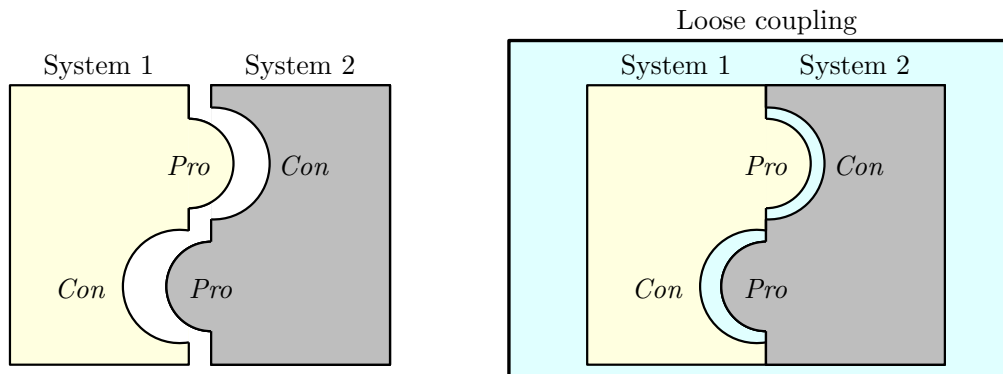 Loose coupling
System 1 System 2
Pro Con
Con Pro
System 1 System 2
Pro Con
Con Pro